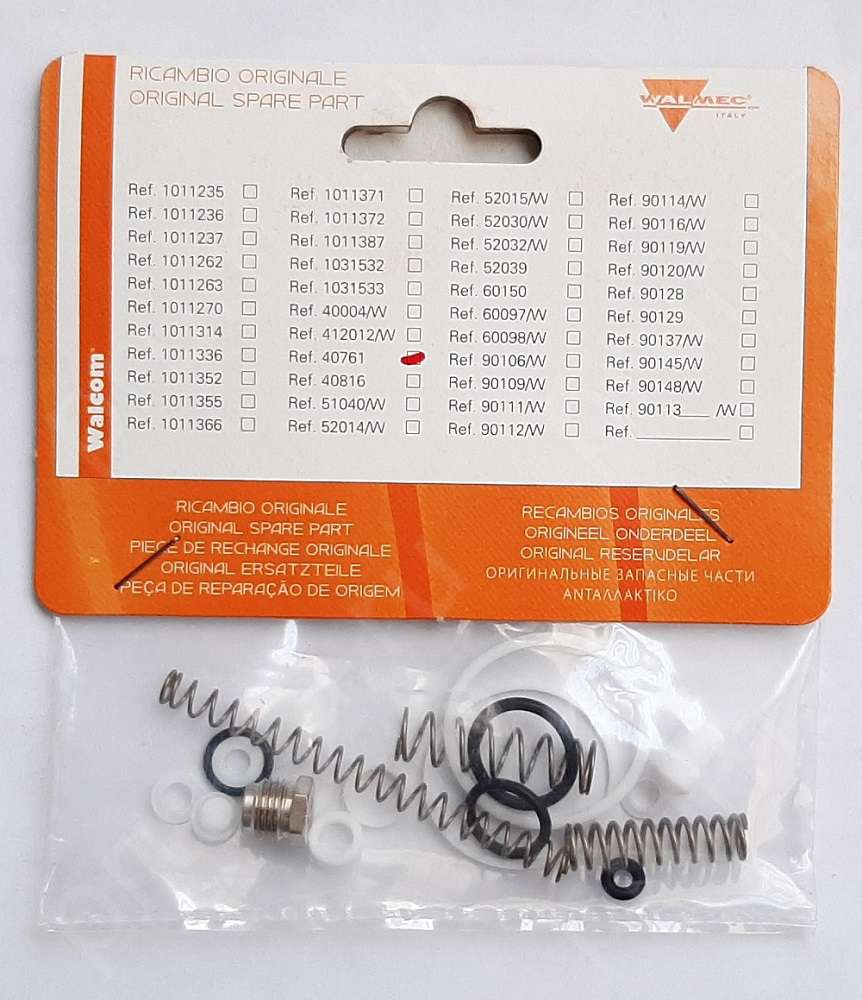 RICAMBIO ORIGINALE
ORIGINAL SPARE PART
WALMEC®
ITALY
Ref. 1011235
Ref. 1011236
Ref. 1011237
Ref. 1011262
Ref. 1011263
Ref. 1011270
Ref. 1011314
Ref. 1011336
Ref. 1011352
Ref. 1011355
Ref. 1011366
Ref. 1011371
Ref. 1011372
Ref. 1011387
Ref. 1031532
Ref. 1031533
Ref. 40004/W
Ref. 412012/W
Ref. 40761
Ref. 40816
Ref. 51040/W
Ref. 52014/W
Ref. 52015/W
Ref. 52030/W
Ref. 52032/W
Ref. 52039
Ref. 60150
Ref. 60097/W
Ref. 60098/W
Ref. 90106/W
Ref. 90109/W
Ref. 90111/W
Ref. 90112/W
Ref. 90114/W
Ref. 90116/W
Ref. 90119/W
Ref. 90120/W
Ref. 90128
Ref. 90129
Ref. 90137/W
Ref. 90145/W
Ref. 90148/W
Ref. 90113____ /W
Ref.____________
Walcom®
RICAMBIO ORIGINALE
ORIGINAL SPARE PART
PIECE DE RECHANGE ORIGINALE
ORIGINAL ERSATZTEILE
PEÇA DE REPARAÇÃO DE ORIGEM
RECAMBIOS ORIGINALES
ORIGINEEL ONDERDEEL
ORIGINAL RESERUDELAR
ОРИГИНАЛЬНЫЕ ЗАПАСНЫЕ ЧАСТИ
ΑΝΤΑΛΛΑΚΤΙΚΟ